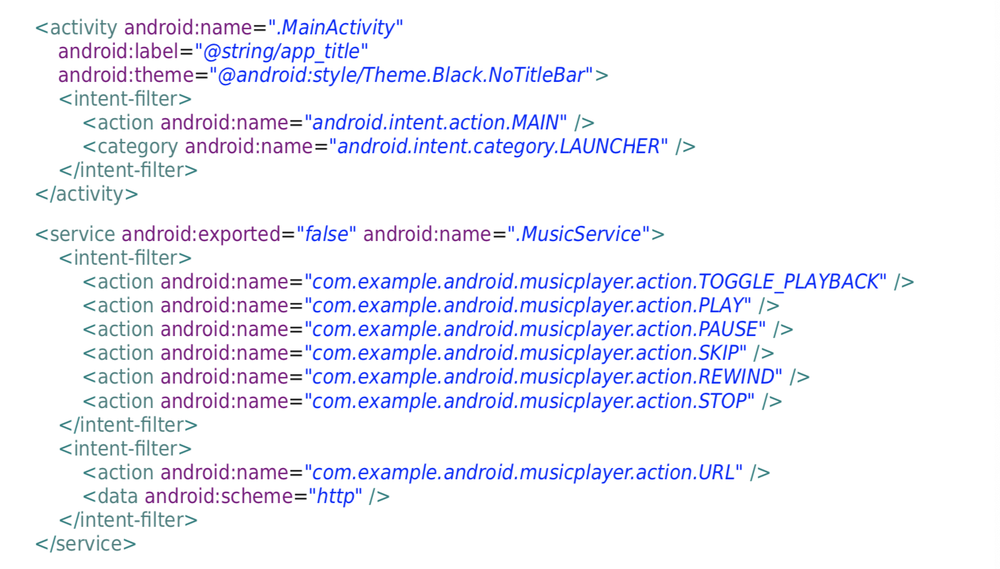 <activity android:name=".MainActivity"
android:label="@string/app_title"
android:theme="@android:style/Theme.Black.NoTitleBar">
<intent-filter>
<action android:name="android.intent.action.MAIN" />
<category android:name="android.intent.category.LAUNCHER" />
</intent-filter>
</activity>
<service android:exported="false" android:name=".MusicService">
<intent-filter>
<action android:name="com.example.android.musicplayer.action.TOGGLE_PLAYBACK" />
<action android:name="com.example.android.musicplayer.action.PLAY" />
<action android:name="com.example.android.musicplayer.action.PAUSE" />
<action android:name="com.example.android.musicplayer.action.SKIP" />
<action android:name="com.example.android.musicplayer.action.REWIND" />
<action android:name="com.example.android.musicplayer.action.STOP" />
</intent-filter>
<intent-filter>
<action android:name="com.example.android.musicplayer.action.URL" />
<data android:scheme="http" />
</intent-filter>
</service>